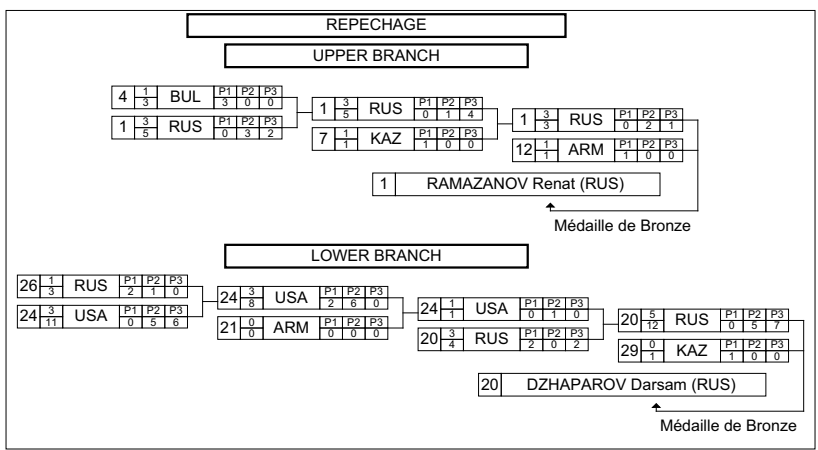 REPECHAGE
UPPER BRANCH
4 1 3 BUL P1 P2 P3 3 0 0
1 3 5 RUS P1 P2 P3 0 3 2
1 3 5 RUS P1 P2 P3 0 1 4
7 1 1 KAZ P1 P2 P3 1 0 0
1 3 3 RUS P1 P2 P3 0 2 1
12 1 1 ARM P1 P2 P3 1 0 0
1 RAMAZANOV Renat (RUS)
Médaille de Bronze
LOWER BRANCH
26 1 3 RUS P1 P2 P3 2 1 0
24 3 11 USA P1 P2 P3 0 5 6
24 3 8 USA P1 P2 P3 2 6 0
21 0 0 ARM P1 P2 P3 0 0 0
24 1 1 USA P1 P2 P3 0 1 0
20 3 4 RUS P1 P2 P3 2 0 2
20 5 12 RUS P1 P2 P3 0 5 7
29 0 1 KAZ P1 P2 P3 1 0 0
20 DZHAPAROV Darsam (RUS)
Médaille de Bronze